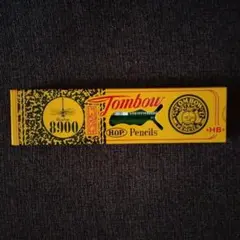 8900
Tombow
HOP Pencils
HB